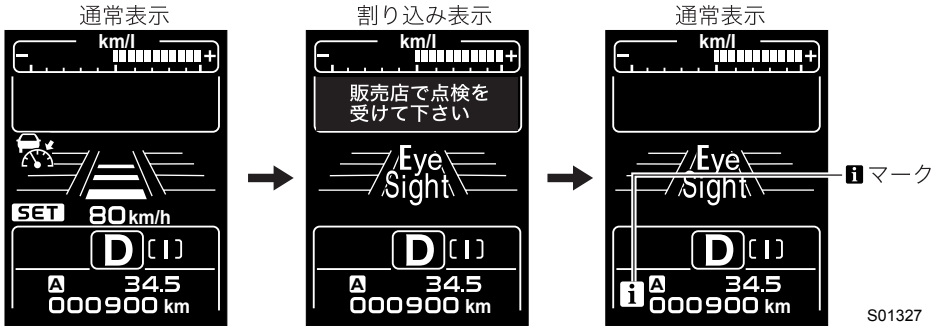 通常表示
km/l
- +
SET 80 km/h
D [I]
A 34.5
000900 km
割り込み表示
km/l
- +
販売店で点検を
受けて下さい
Eye
Sight
D [I]
A 34.5
000900 km
通常表示
km/l
- +
Eye
Sight
D [I]
A 34.5
i 000900 km
i マーク
S01327